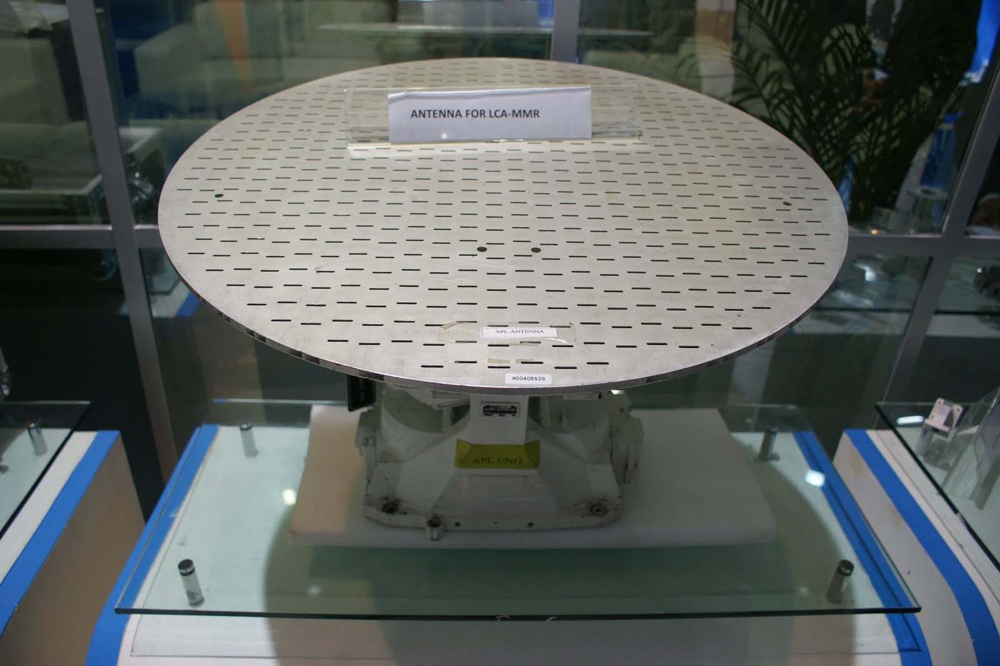 ANTENNA FOR LCA-MMR
APL ANTENNA
400408539
APL UNIT